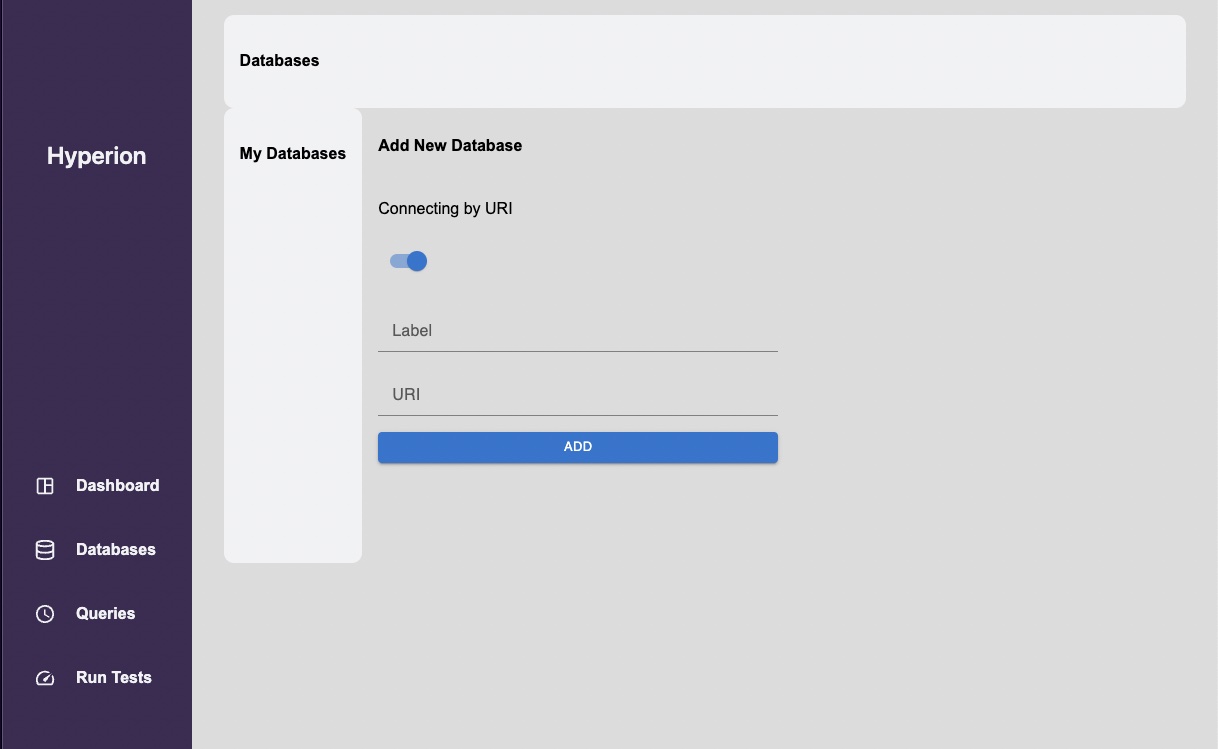 Hyperion
Dashboard
Databases
Queries
Run Tests
Databases
My Databases
Add New Database
Connecting by URI
Label
URI
ADD